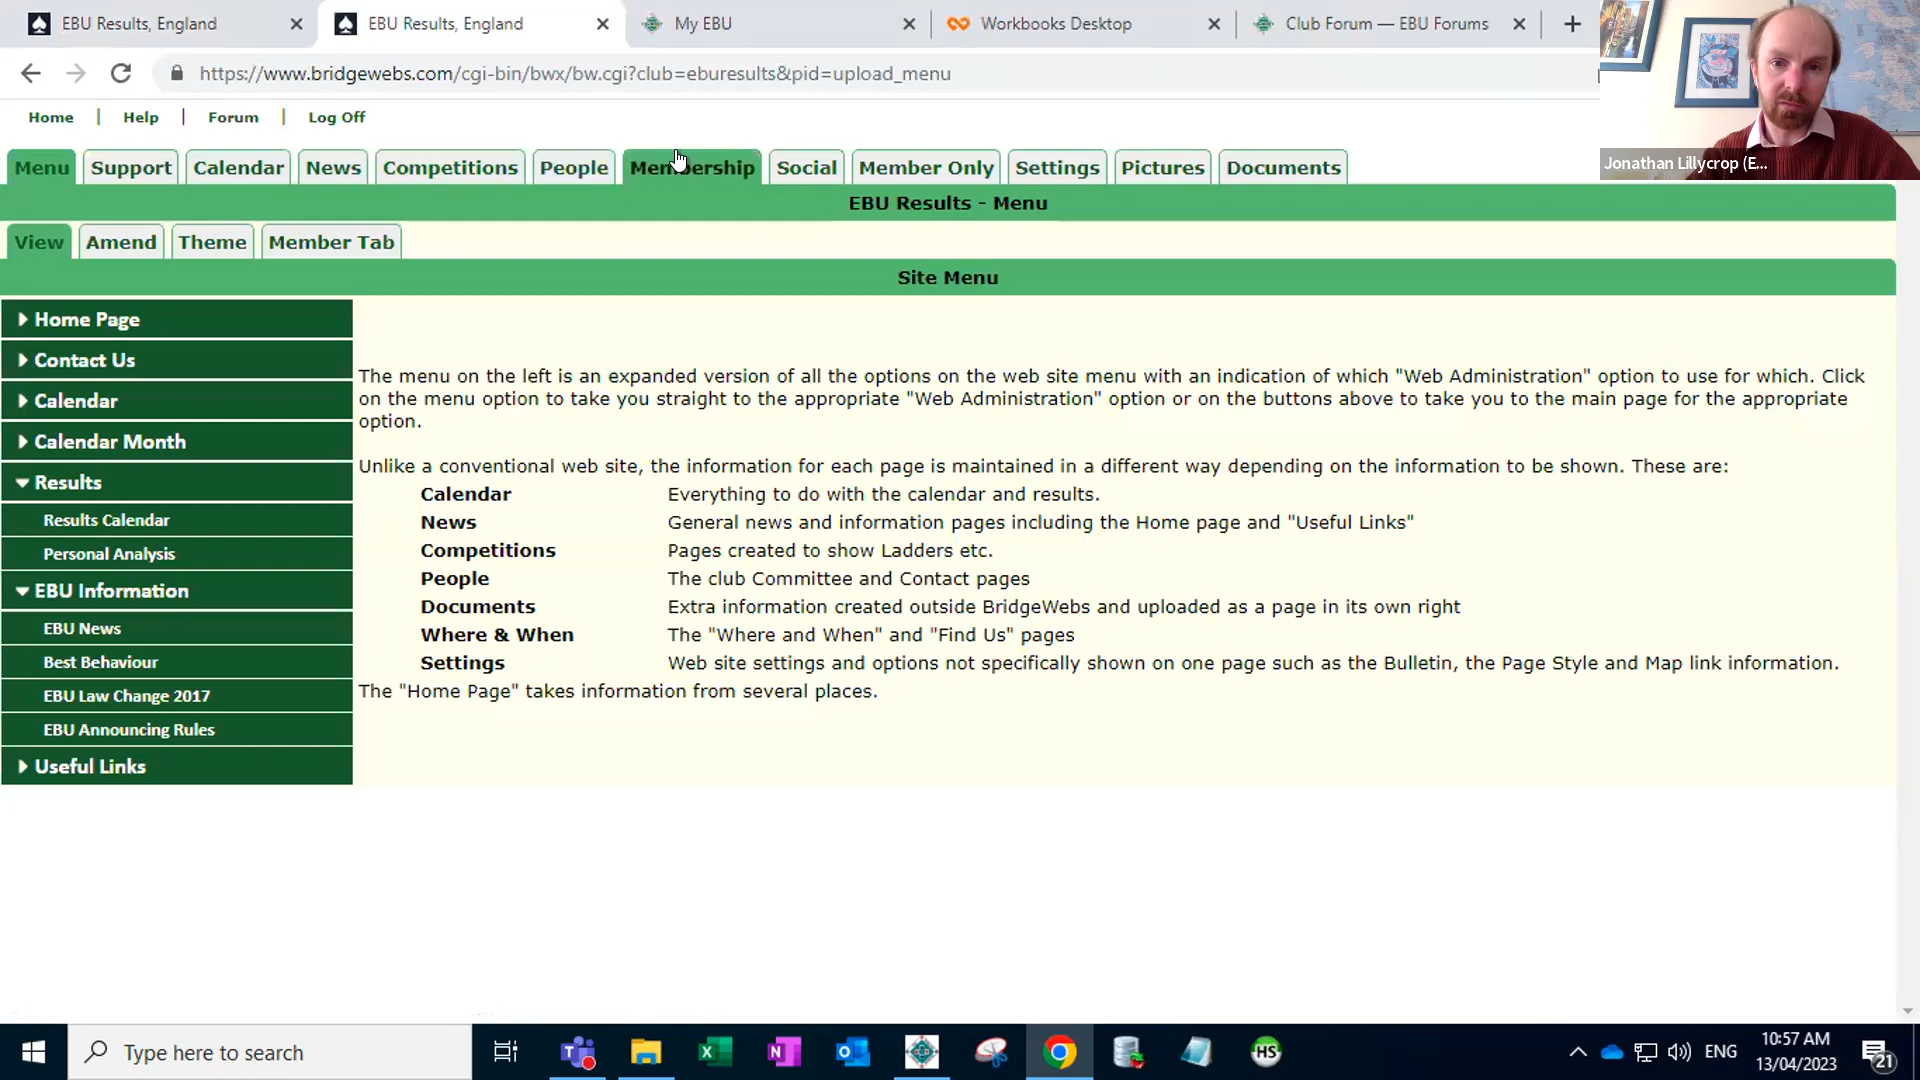 EBU Results, England
EBU Results, England
My EBU
Workbooks Desktop
Club Forum — EBU Forums
https://www.bridgewebs.com/cgi-bin/bwx/bw.cgi?club=eburesults&pid=upload_menu
Home | Help | Forum | Log Off
Jonathan Lillycrop (E...
Menu Support Calendar News Competitions People Membership Social Member Only Settings Pictures Documents
EBU Results - Menu
View Amend Theme Member Tab
Site Menu
Home Page
Contact Us
Calendar
Calendar Month
Results
Results Calendar
Personal Analysis
EBU Information
EBU News
Best Behaviour
EBU Law Change 2017
EBU Announcing Rules
Useful Links
The menu on the left is an expanded version of all the options on the web site menu with an indication of which "Web Administration" option to use for which. Click
on the menu option to take you straight to the appropriate "Web Administration" option or on the buttons above to take you to the main page for the appropriate
option.
Unlike a conventional web site, the information for each page is maintained in a different way depending on the information to be shown. These are:
Calendar Everything to do with the calendar and results.
News General news and information pages including the Home page and "Useful Links"
Competitions Pages created to show Ladders etc.
People The club Committee and Contact pages
Documents Extra information created outside BridgeWebs and uploaded as a page in its own right
Where & When The "Where and When" and "Find Us" pages
Settings Web site settings and options not specifically shown on one page such as the Bulletin, the Page Style and Map link information.
The "Home Page" takes information from several places.
Type here to search
HS
ENG
10:57 AM
13/04/2023
21